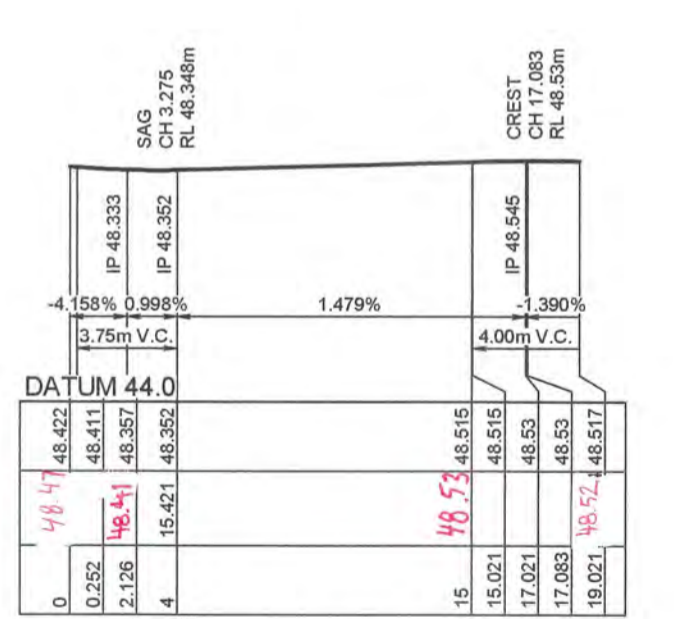 SAG
CH 3.275
RL 48.348m
CREST
CH 17.083
RL 48.53m
IP 48.333
IP 48.352
IP 48.545
-4.158% 0.998% 1.479% -1.390%
3.75m V.C. 4.00m V.C.
DATUM 44.0
48.422 48.411 48.357 48.352 48.515 48.515 48.53 48.53 48.517
48.47 48.41 15.421 48.53 48.52
0 0.252 2.126 4 15 15.021 17.021 17.083 19.021